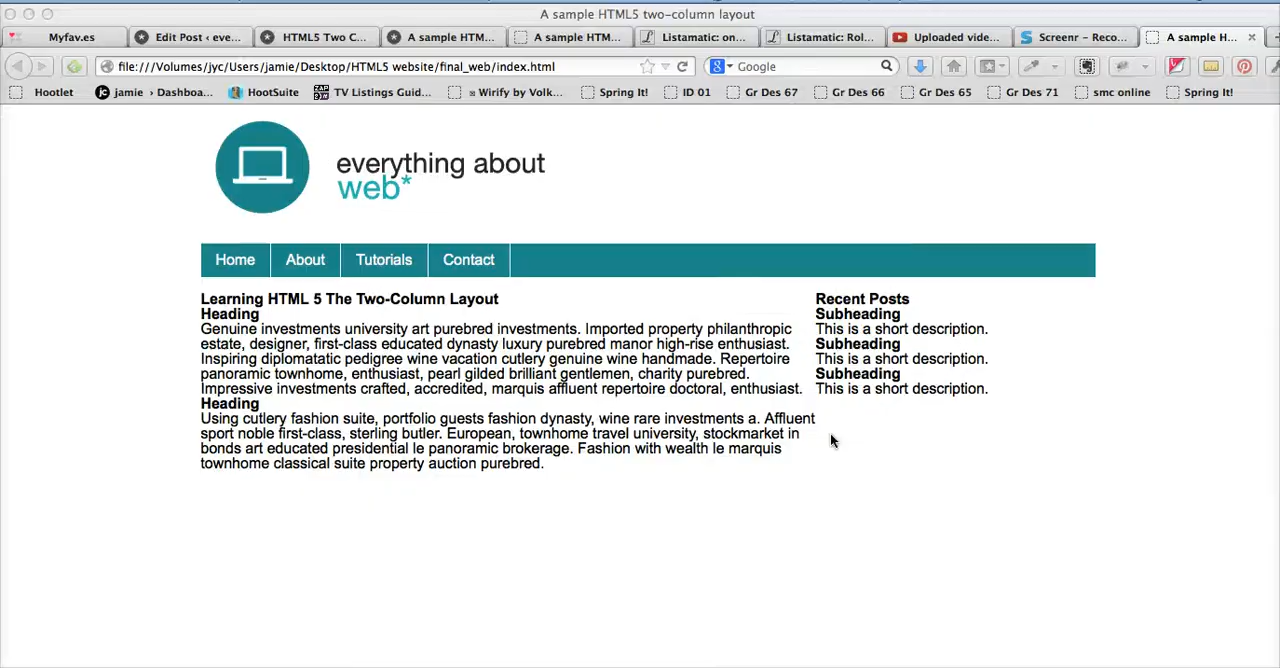 A sample HTML5 two-column layout
Myfav.es
Edit Post ‹ eve...
HTML5 Two C...
A sample HTM...
A sample HTM...
Listamatic: on...
Listamatic: Rol...
Uploaded vide...
Screenr - Reco...
A sample H...
file:///Volumes/jyc/Users/jamie/Desktop/HTML5 website/final_web/index.html
Google
Hootlet
jamie › Dashboa...
HootSuite
TV Listings Guid...
Wirify by Volk...
Spring It!
ID 01
Gr Des 67
Gr Des 66
Gr Des 65
Gr Des 71
smc online
Spring It!
everything about
web*
Home
About
Tutorials
Contact
Learning HTML 5 The Two-Column Layout
Heading
Genuine investments university art purebred investments. Imported property philanthropic
estate, designer, first-class educated dynasty luxury purebred manor high-rise enthusiast.
Inspiring diplomatatic pedigree wine vacation cutlery genuine wine handmade. Repertoire
panoramic townhome, enthusiast, pearl gilded brilliant gentlemen, charity purebred.
Impressive investments crafted, accredited, marquis affluent repertoire doctoral, enthusiast.
Heading
Using cutlery fashion suite, portfolio guests fashion dynasty, wine rare investments a. Affluent
sport noble first-class, sterling butler. European, townhome travel university, stockmarket in
bonds art educated presidential le panoramic brokerage. Fashion with wealth le marquis
townhome classical suite property auction purebred.
Recent Posts
Subheading
This is a short description.
Subheading
This is a short description.
Subheading
This is a short description.